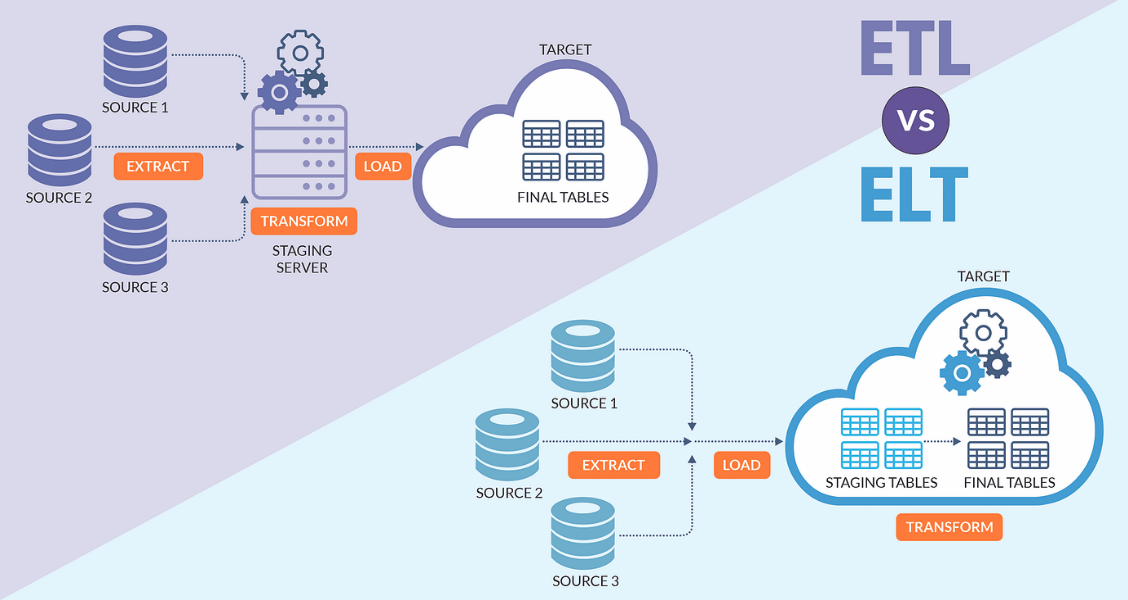 ETL
VS
ELT
TARGET
SOURCE 1
SOURCE 2
EXTRACT
LOAD
FINAL TABLES
TRANSFORM
STAGING
SERVER
SOURCE 3
TARGET
SOURCE 1
SOURCE 2
EXTRACT
LOAD
STAGING TABLES
FINAL TABLES
TRANSFORM
SOURCE 3